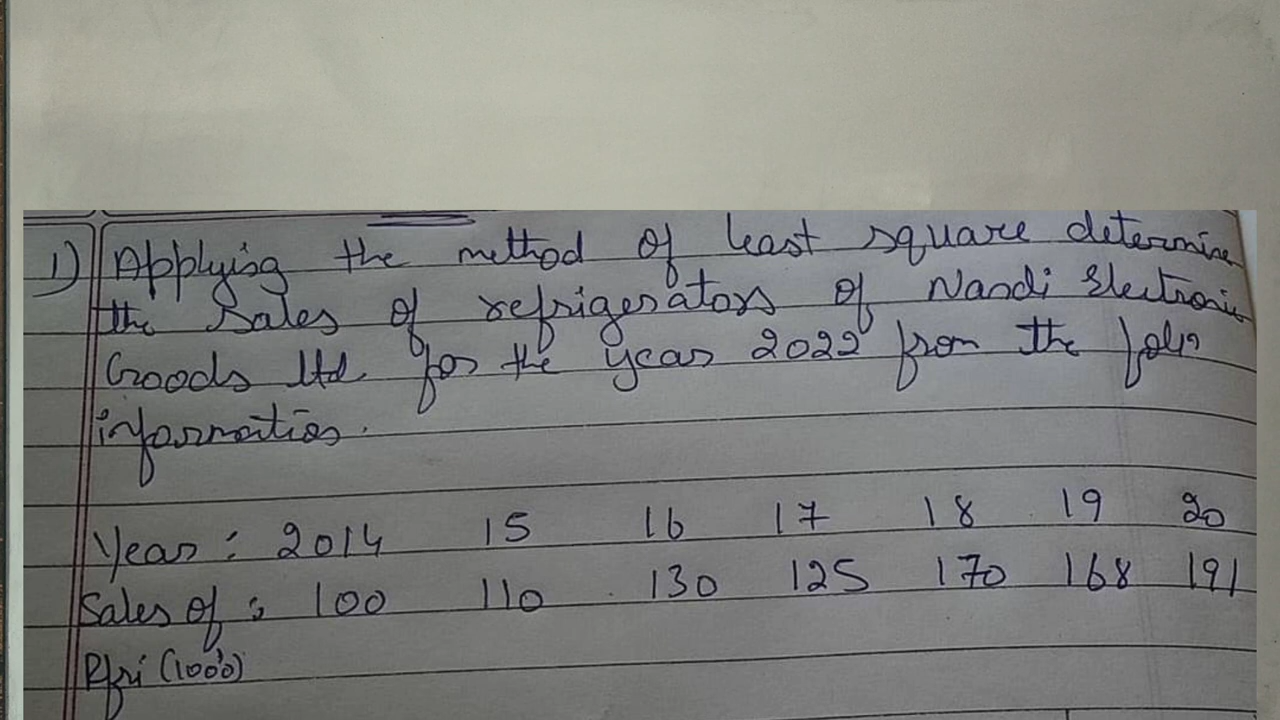 1) Applying the method of least square determine
the sales of refrigerators of Nandi Electronic
Goods Ltd. for the year 2022 from the
information.
Year : 2014 15 16 17 18 19 20
Sales of : 100 110 130 125 170 168 191
Rfri (1000)